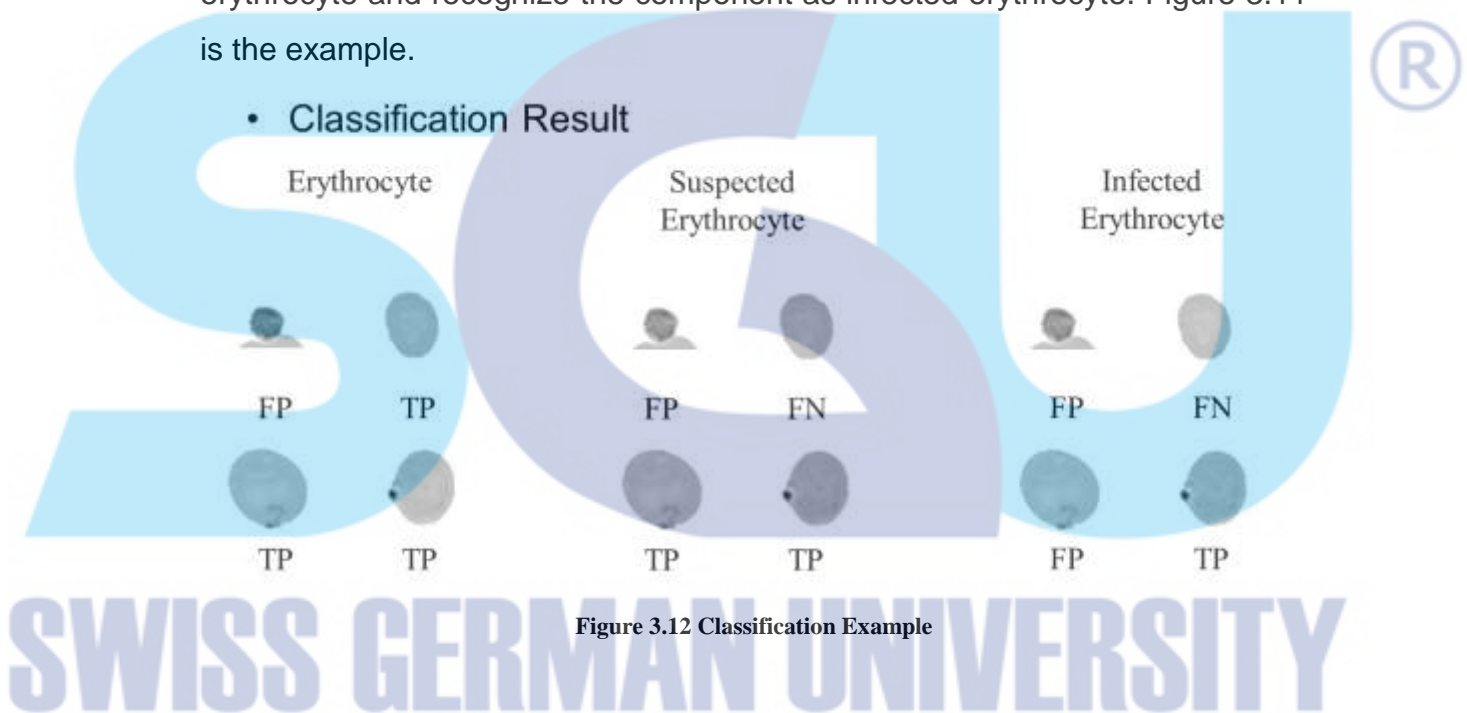 is the example.
• Classification Result
Erythrocyte
Suspected
Erythrocyte
Infected
Erythrocyte
FP TP FP FN FP FN
TP TP TP TP FP TP
Figure 3.12 Classification Example
SGU
®
SWISS GERMAN UNIVERSITY